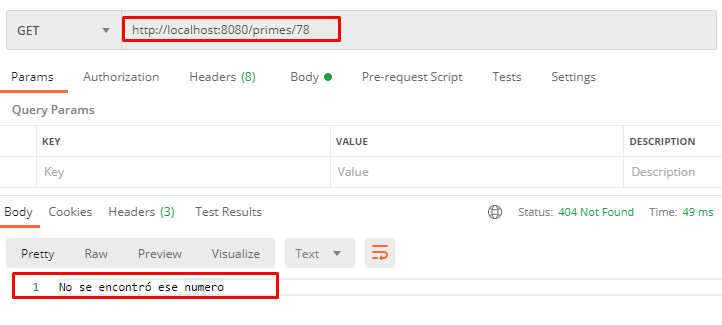 GET http://localhost:8080/primes/78
Params Authorization Headers (8) Body Pre-request Script Tests Settings
Query Params
KEY VALUE DESCRIPTION
Key Value Description
Body Cookies Headers (3) Test Results Status: 404 Not Found Time: 49 ms
Pretty Raw Preview Visualize Text
1 No se encontró ese numero